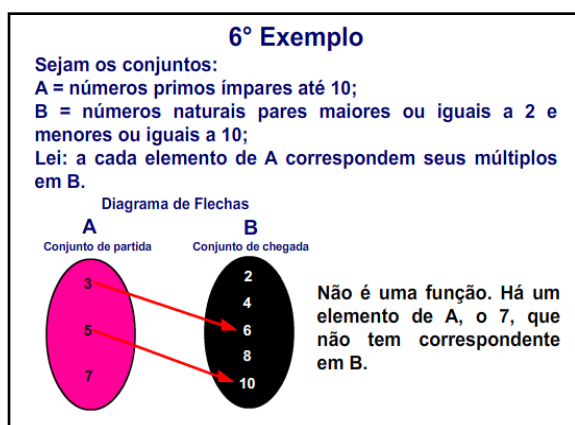 6° Exemplo
Sejam os conjuntos:
A = números primos ímpares até 10;
B = números naturais pares maiores ou iguais a 2 e
menores ou iguais a 10;
Lei: a cada elemento de A correspondem seus múltiplos
em B.
Diagrama de Flechas
A
Conjunto de partida
B
Conjunto de chegada
3
5
7
2
4
6
8
10
Não é uma função. Há um
elemento de A, o 7, que
não tem correspondente
em B.